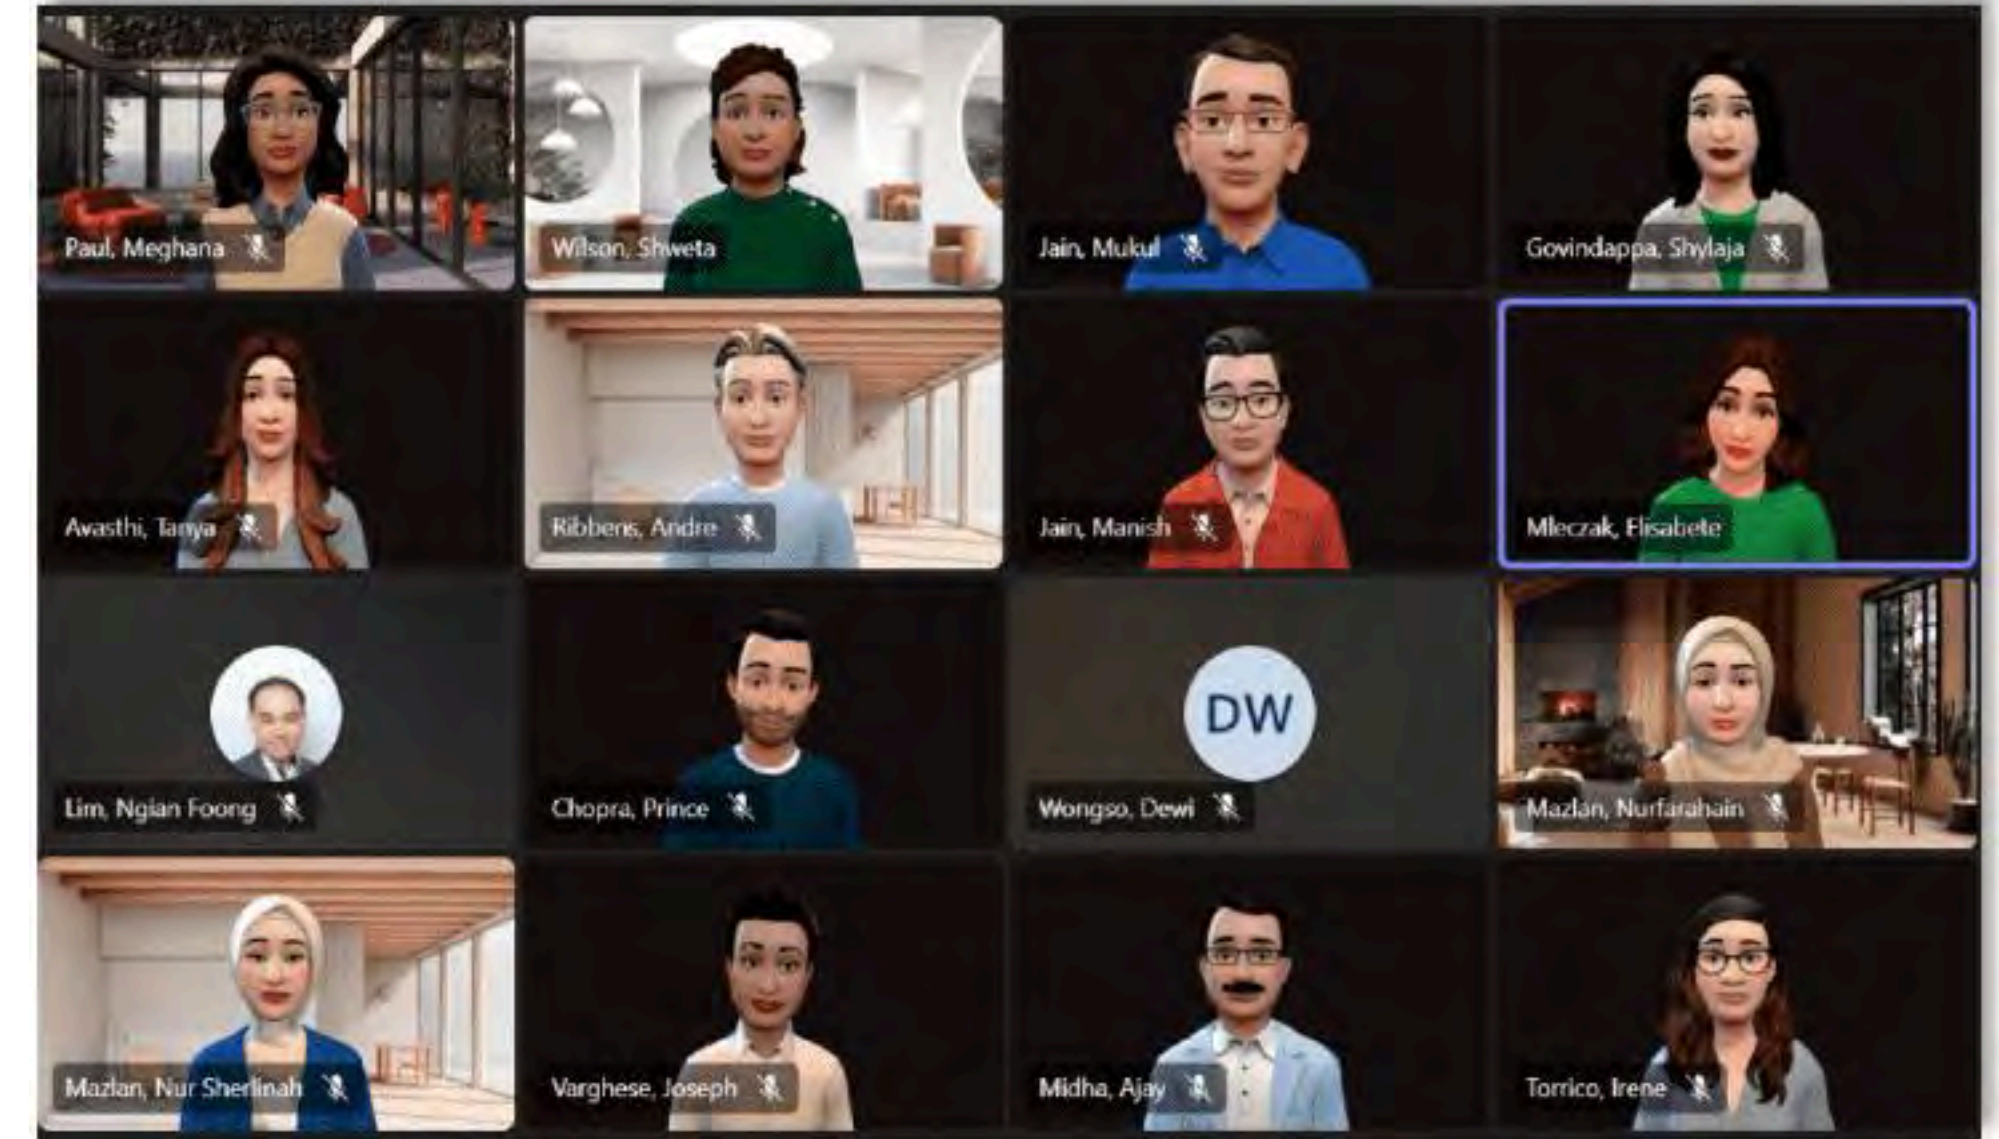 Paul, Meghana
Wilson, Shweta
Jain, Mukul
Govindappa, Shylaja
Avasthi, Tanya
Ribbens, Andre
Jain, Manish
Mleczak, Elisabete
Lim, Ngian Foong
Chopra, Prince
DW
Wongso, Dewi
Mazlan, Nurfarahain
Mazlan, Nur Sherlinah
Varghese, Joseph
Midha, Ajay
Torrico, Irene